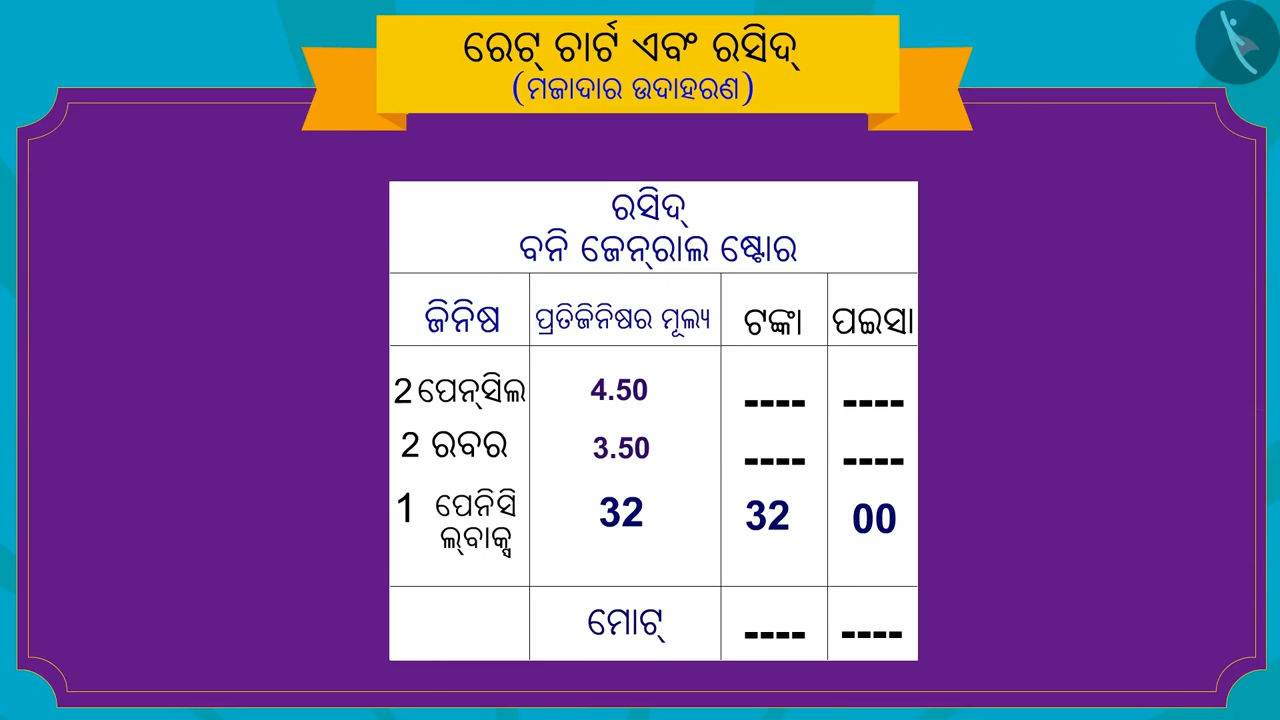 ରେଟ୍ ଚାର୍ଟ ଏବଂ ରସିଦ୍
(ମଜାଦାର ଉଦାହରଣ)
ରସିଦ୍
ବନି ଜେନ୍‌ରାଲ ଷ୍ଟୋର
ଜିନିଷ ପ୍ରତିଜିନିଷର ମୂଲ୍ୟ ଟଙ୍କା ପଇସା
2 ପେନ୍‌ସିଲ 4.50 ---- ----
2 ରବର 3.50 ---- ----
1 ପେନିସି 32 32 00
ଲ୍‌ବାକ୍ସ
ମୋଟ୍ ---- ----